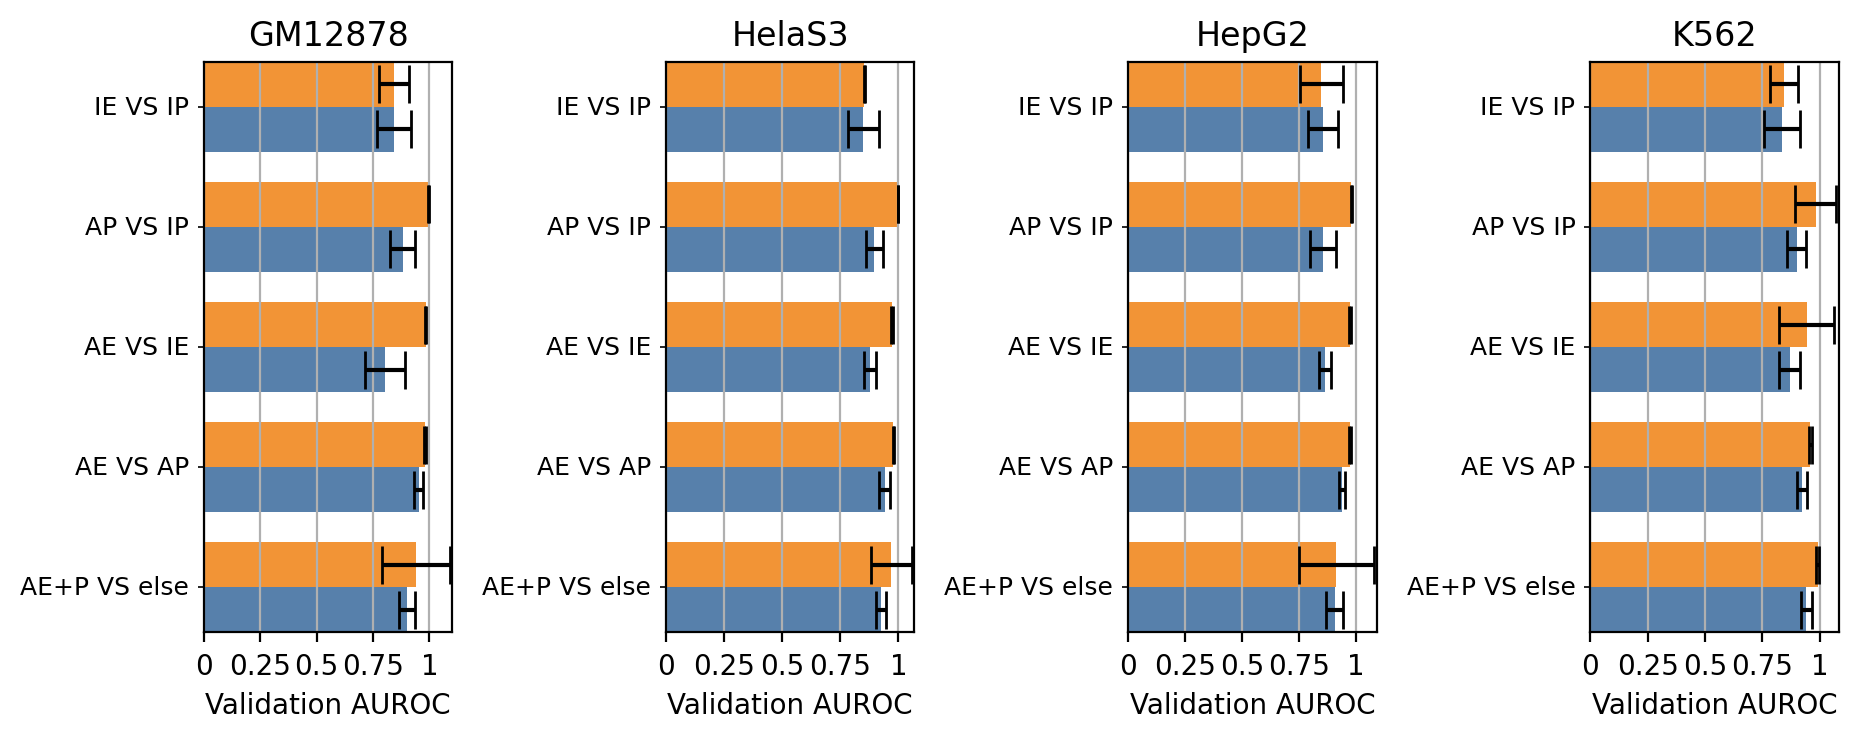 GM12878
IE VS IP
AP VS IP
AE VS IE
AE VS AP
AE+P VS else
0 0.25 0.5 0.75 1
Validation AUROC
HelaS3
IE VS IP
AP VS IP
AE VS IE
AE VS AP
AE+P VS else
0 0.25 0.5 0.75 1
Validation AUROC
HepG2
IE VS IP
AP VS IP
AE VS IE
AE VS AP
AE+P VS else
0 0.25 0.5 0.75 1
Validation AUROC
K562
IE VS IP
AP VS IP
AE VS IE
AE VS AP
AE+P VS else
0 0.25 0.5 0.75 1
Validation AUROC